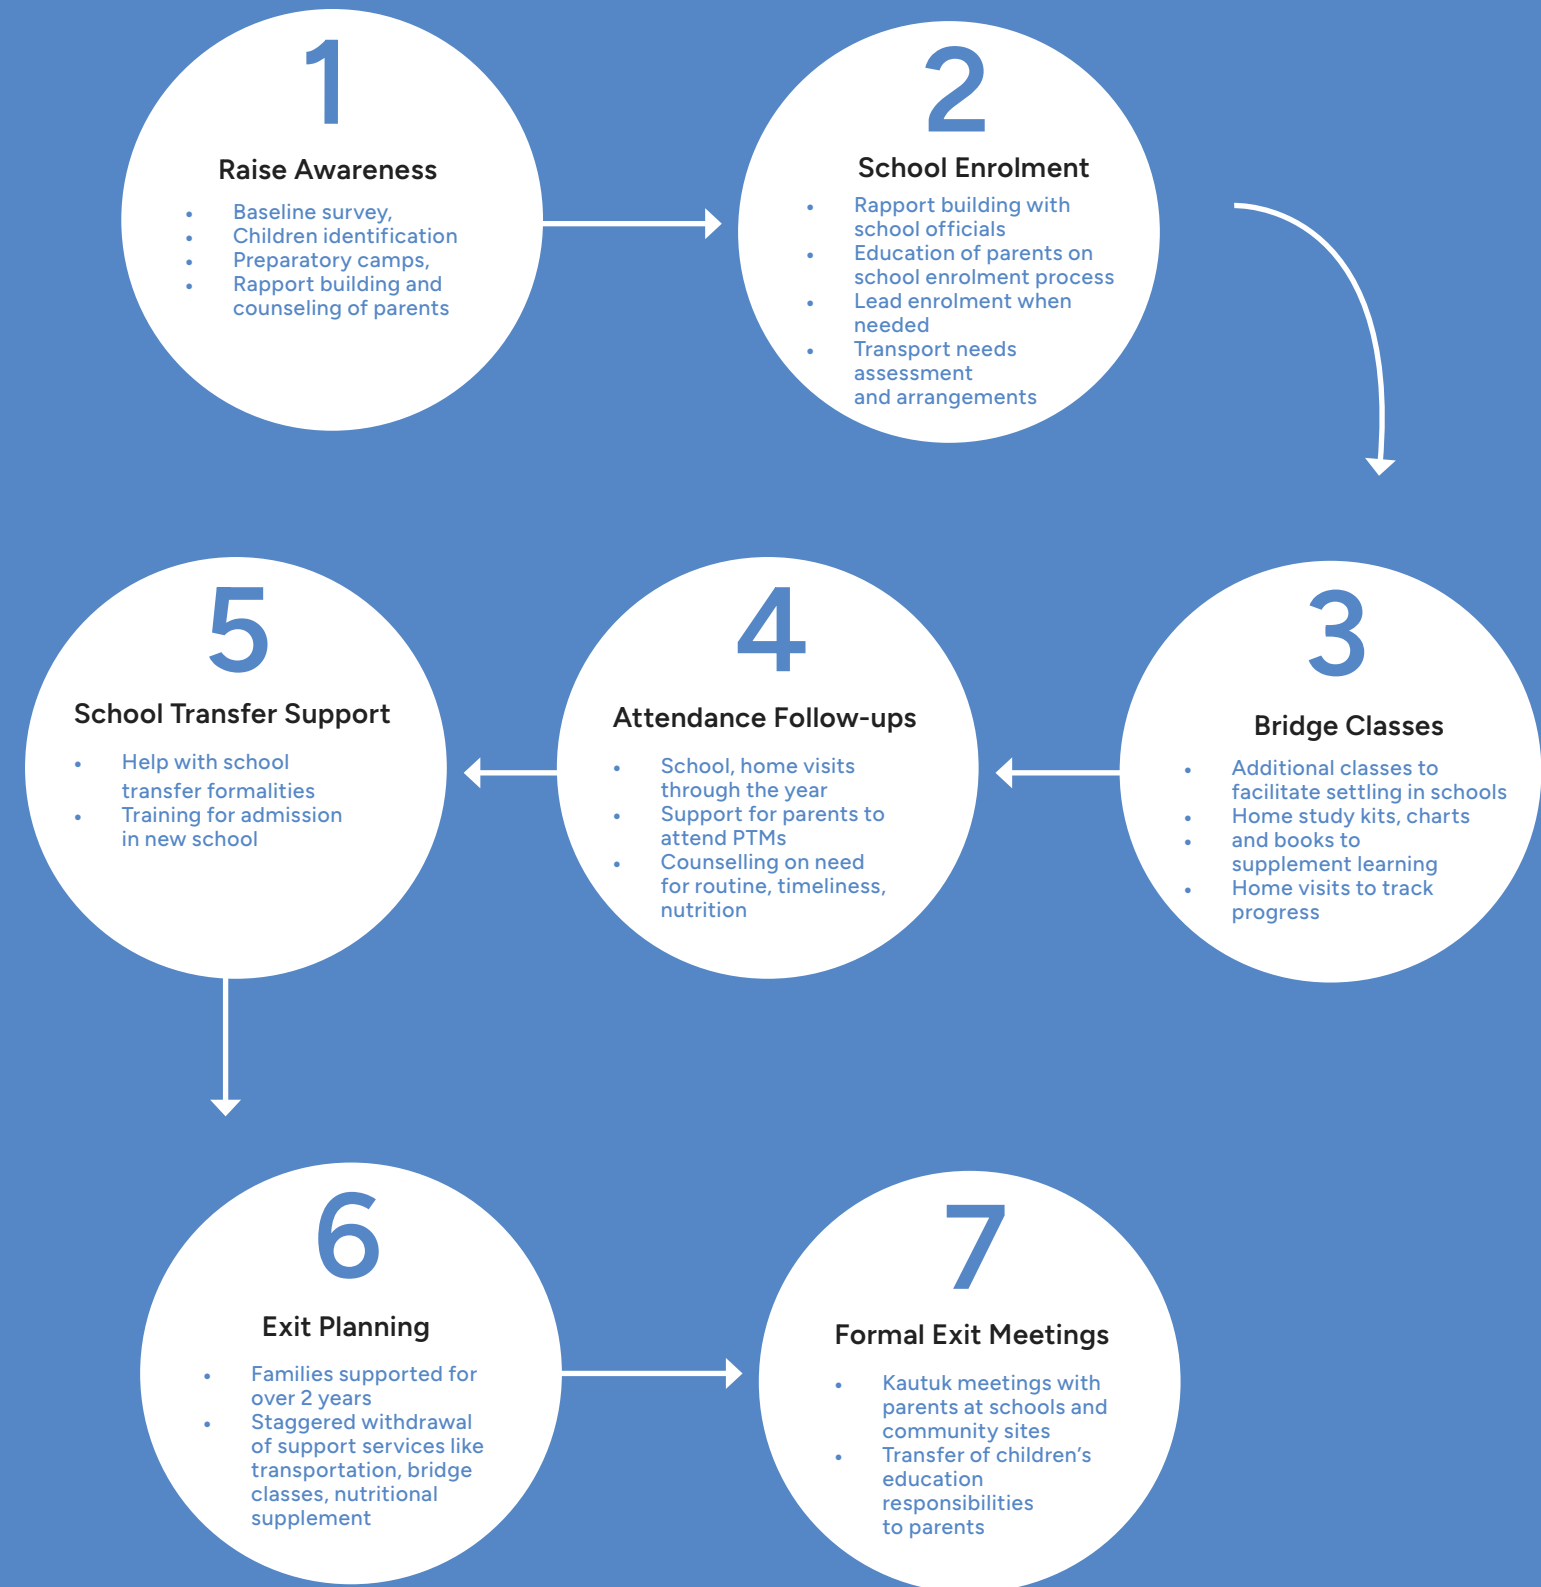 1
Raise Awareness
• Baseline survey,
• Children identification
• Preparatory camps,
• Rapport building and
counseling of parents
2
School Enrolment
• Rapport building with
school officials
• Education of parents on
school enrolment process
• Lead enrolment when
needed
• Transport needs
assessment
and arrangements
3
Bridge Classes
• Additional classes to
facilitate settling in schools
• Home study kits, charts
• and books to
supplement learning
• Home visits to track
progress
4
Attendance Follow-ups
• School, home visits
through the year
• Support for parents to
attend PTMs
• Counselling on need
for routine, timeliness,
nutrition
5
School Transfer Support
• Help with school
transfer formalities
• Training for admission
in new school
6
Exit Planning
• Families supported for
over 2 years
• Staggered withdrawal
of support services like
transportation, bridge
classes, nutritional
supplement
7
Formal Exit Meetings
• Kautuk meetings with
parents at schools and
community sites
• Transfer of children’s
education
responsibilities
to parents